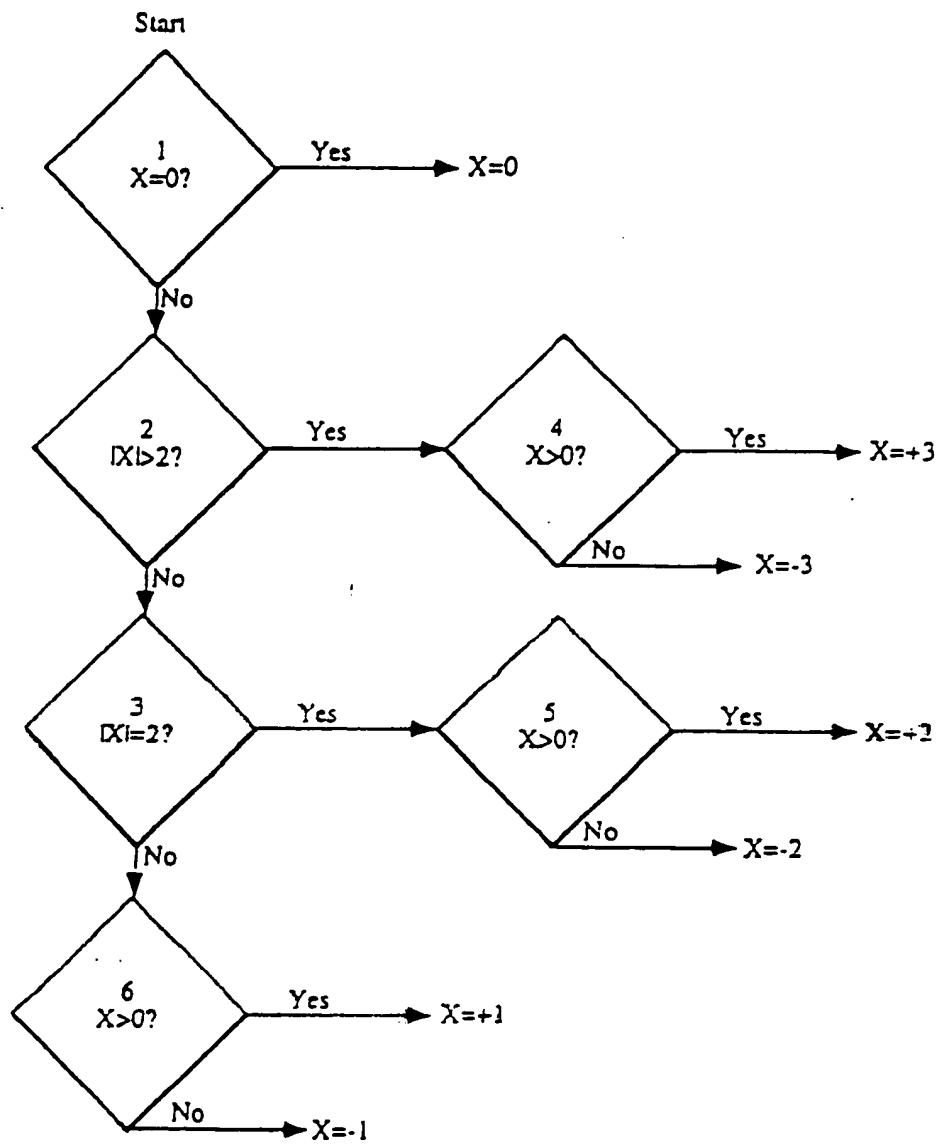 Start
1
X=0?
Yes
X=0
No
2
|X|>2?
Yes
4
X>0?
Yes
X=+3
No
X=-3
No
3
|X|=2?
Yes
5
X>0?
Yes
X=+2
No
X=-2
No
6
X>0?
Yes
X=+1
No
X=-1